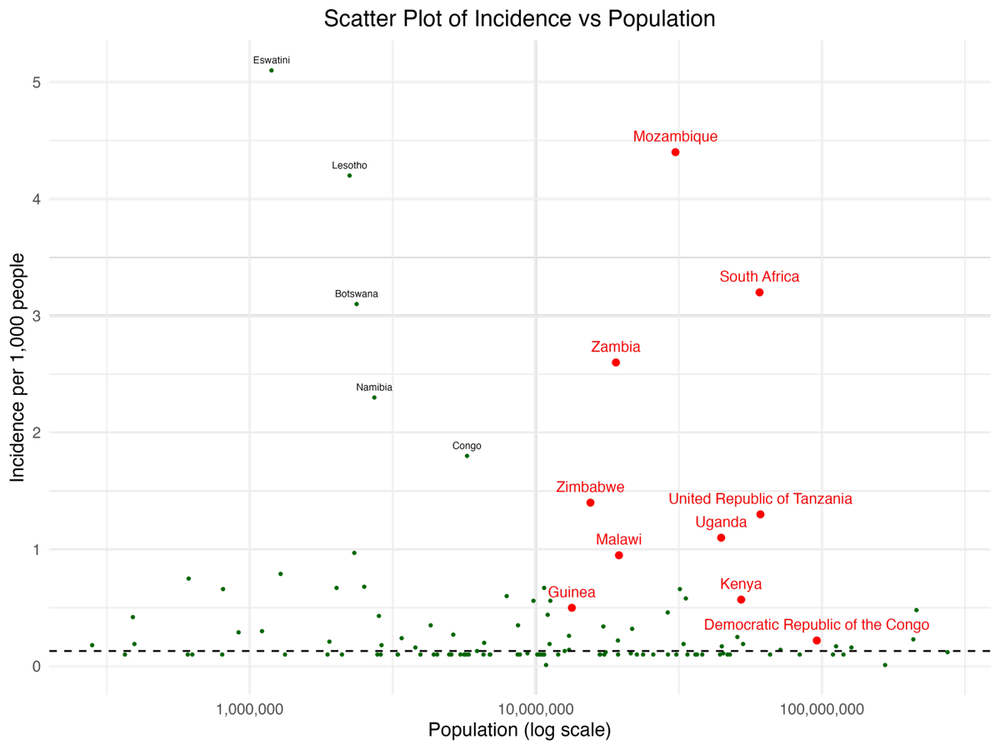 Scatter Plot of Incidence vs Population
Eswatini
5
Mozambique
Lesotho
4
South Africa
Botswana
3
Zambia
Namibia
2
Congo
Zimbabwe
United Republic of Tanzania
Uganda
Malawi
1
Kenya
Guinea
Democratic Republic of the Congo
0
Incidence per 1,000 people
1,000,000
10,000,000
100,000,000
Population (log scale)